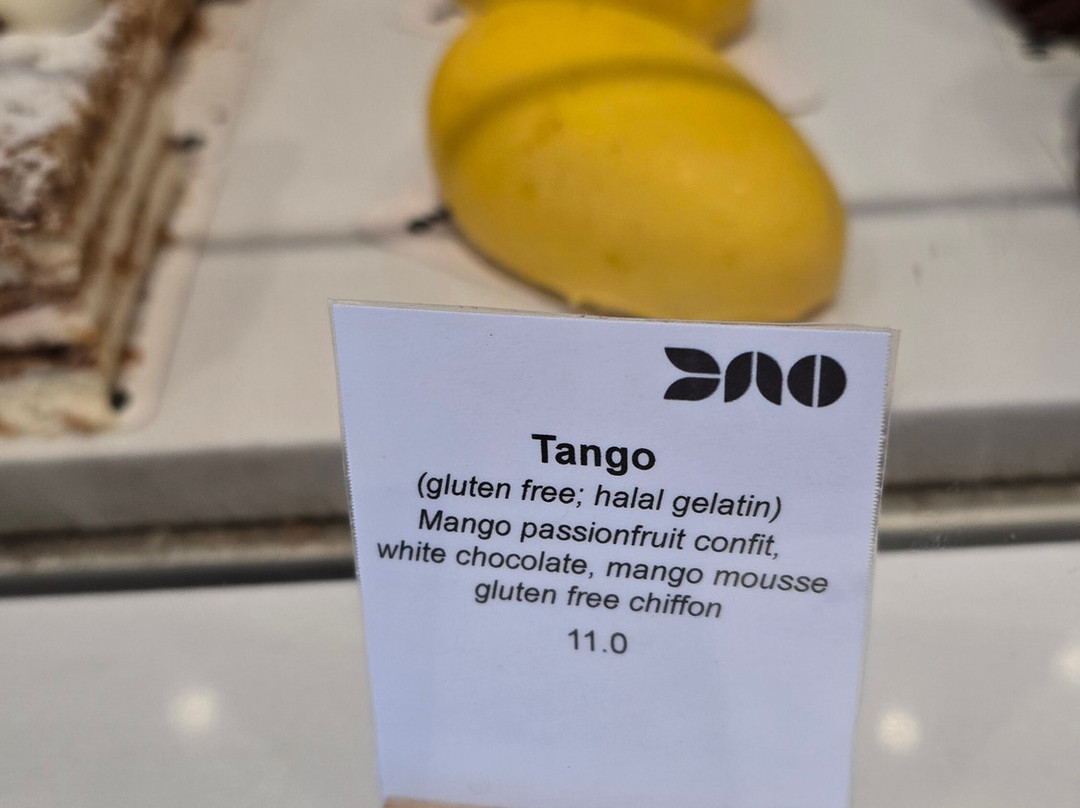 Tango
(gluten free; halal gelatin)
Mango passionfruit confit,
white chocolate, mango mousse
gluten free chiffon
11.0